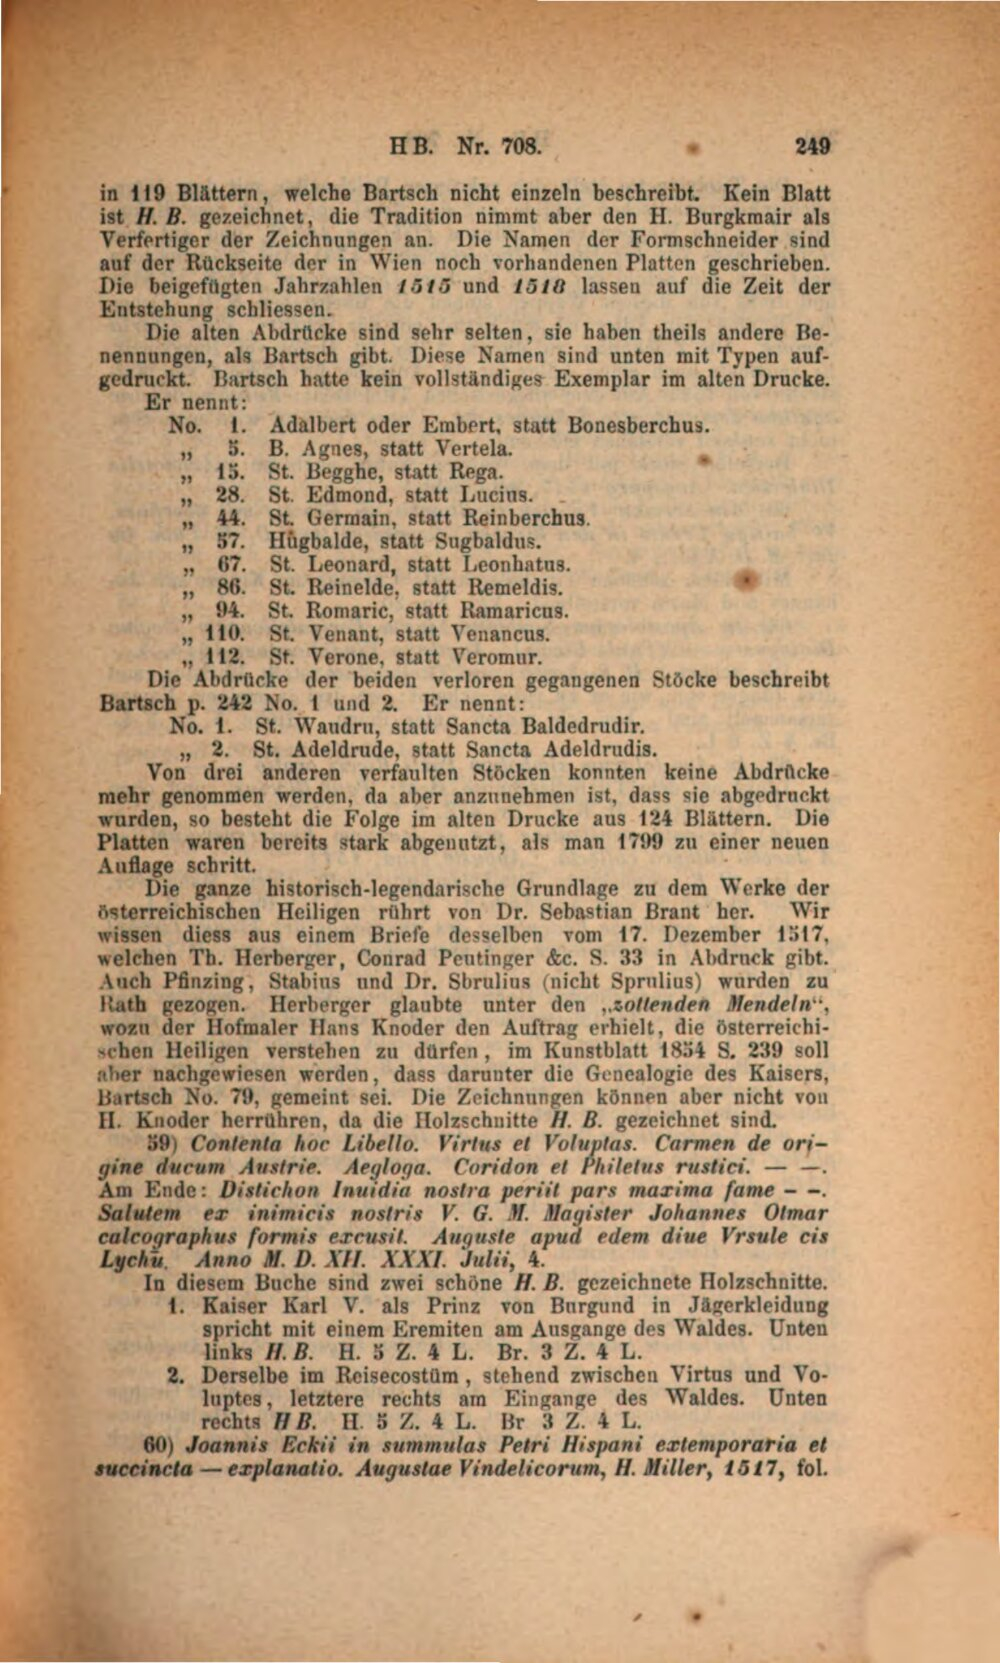 HB. Nr. 708. 249
in 119 Blättern, welche Bartsch nicht einzeln beschreibt. Kein Blatt
ist H. B. gezeichnet, die Tradition nimmt aber den H. Burgkmair als
Verfertiger der Zeichnungen an. Die Namen der Formschneider sind
auf der Rückseite der in Wien noch vorhandenen Platten geschrieben.
Die beigefügten Jahrzahlen 1515 und 1518 lassen auf die Zeit der
Entstehung schliessen.
Die alten Abdrücke sind sehr selten, sie haben theils andere Be-
nennungen, als Bartsch gibt. Diese Namen sind unten mit Typen auf-
gedruckt. Bartsch hatte kein vollständiges Exemplar im alten Drucke.
Er nennt:
No. 1. Adalbert oder Embert, statt Bonesberchus.
„ 5. B. Agnes, statt Vertela.
„ 15. St. Begghe, statt Rega.
„ 28. St. Edmond, statt Lucius.
„ 44. St. Germain, statt Reinberchus.
„ 57. Hügbalde, statt Sugbaldus.
„ 67. St. Leonard, statt Leonhatus.
„ 86. St. Reinelde, statt Remeldis.
„ 94. St. Romaric, statt Ramaricus.
„ 110. St. Venant, statt Venancus.
„ 112. St. Verone, statt Veromur.
Die Abdrücke der beiden verloren gegangenen Stöcke beschreibt
Bartsch p. 242 No. 1 und 2. Er nennt:
No. 1. St. Waudru, statt Sancta Baldedrudir.
„ 2. St. Adeldrude, statt Sancta Adeldrudis.
Von drei anderen verfaulten Stöcken konnten keine Abdrücke
mehr genommen werden, da aber anzunehmen ist, dass sie abgedruckt
wurden, so besteht die Folge im alten Drucke aus 124 Blättern. Die
Platten waren bereits stark abgenutzt, als man 1799 zu einer neuen
Auflage schritt.
Die ganze historisch-legendarische Grundlage zu dem Werke der
österreichischen Heiligen rührt von Dr. Sebastian Brant her. Wir
wissen diess aus einem Briefe desselben vom 17. Dezember 1517,
welchen Th. Herberger, Conrad Peutinger &c. S. 33 in Abdruck gibt.
Auch Pfinzing, Stabius und Dr. Sbrulius (nicht Sprulius) wurden zu
Rath gezogen. Herberger glaubte unter den „zottenden Mendeln“,
wozu der Hofmaler Hans Knoder den Auftrag erhielt, die österreichi-
schen Heiligen verstehen zu dürfen, im Kunstblatt 1854 S. 239 soll
aber nachgewiesen werden, dass darunter die Genealogie des Kaisers,
Bartsch No. 79, gemeint sei. Die Zeichnungen können aber nicht von
H. Knoder herrühren, da die Holzschnitte H. B. gezeichnet sind.
59) Contenta hoc Libello. Virtus et Voluptas. Carmen de ori-
gine ducum Austrie. Aegloga. Coridon et Philetus rustici. — —.
Am Ende: Distichon Inuidia nostra periit pars maxima fame – –.
Salutem ex inimicis nostris V. G. M. Magister Johannes Otmar
calcographus formis excusit. Auguste apud edem diue Vrsule cis
Lychũ. Anno M. D. XII. XXXI. Julii, 4.
In diesem Buche sind zwei schöne H. B. gezeichnete Holzschnitte.
1. Kaiser Karl V. als Prinz von Burgund in Jägerkleidung
spricht mit einem Eremiten am Ausgange des Waldes. Unten
links H. B. H. 5 Z. 4 L. Br. 3 Z. 4 L.
2. Derselbe im Reisecostüm, stehend zwischen Virtus und Vo-
luptes, letztere rechts am Eingange des Waldes. Unten
rechts HB. H. 5 Z. 4 L. Br 3 Z. 4 L.
60) Joannis Eckii in summulas Petri Hispani extemporaria et
succincta — explanatio. Augustae Vindelicorum, H. Miller, 1517, fol.